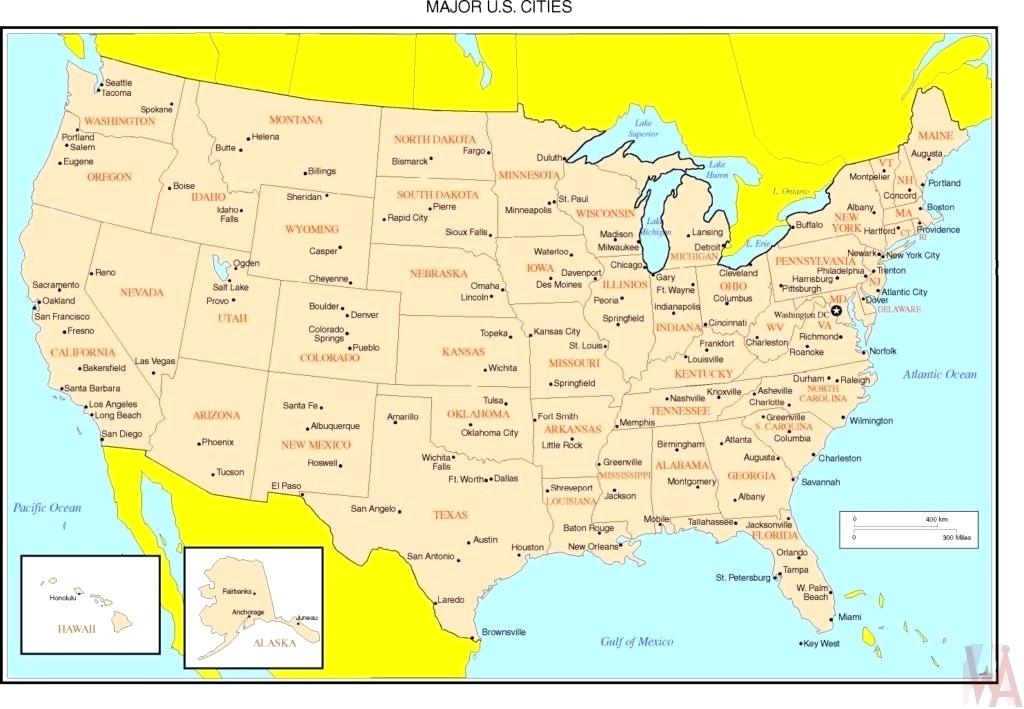 MAJOR U.S. CITIES
Seattle
Tacoma
Spokane
WASHINGTON
Portland
Salem
Eugene
OREGON
MONTANA
Helena
Butte
Billings
Boise
IDAHO
Idaho
Falls
Sheridan
WYOMING
Casper
Cheyenne
NORTH DAKOTA
Fargo
Bismarck
SOUTH DAKOTA
Pierre
Rapid City
Sioux Falls
MINNESOTA
Duluth
St. Paul
Minneapolis
Lake
Superior
WISCONSIN
Madison
Milwaukee
Lake
Michigan
Lake
Huron
Lansing
Detroit
MICHIGAN
L. Ontario
L. Erie
MAINE
Augusta
VT
Montpelier
NH
Concord
Portland
Albany
MA
Boston
NEW
YORK
Buffalo
Hartford
CT
RI
Providence
Newark
New York City
PENNSYLVANIA
Philadelphia
Trenton
Harrisburg
Pittsburgh
NJ
Atlantic City
MD
Dover
DELAWARE
Washington DC
Reno
Sacramento
Oakland
San Francisco
Fresno
CALIFORNIA
Bakersfield
Santa Barbara
Los Angeles
Long Beach
San Diego
NEVADA
Las Vegas
Ogden
Salt Lake
Provo
UTAH
Boulder
Denver
Colorado
Springs
Pueblo
COLORADO
NEBRASKA
Omaha
Lincoln
IOWA
Waterloo
Davenport
Des Moines
Chicago
ILLINOIS
Peoria
Springfield
Gary
Ft. Wayne
Indianapolis
INDIANA
Cleveland
OHIO
Columbus
Cincinnati
WV
Charleston
VA
Richmond
Roanoke
Norfolk
Frankfort
Louisville
KENTUCKY
Topeka
KANSAS
Wichita
Kansas City
St. Louis
MISSOURI
Springfield
ARIZONA
Phoenix
Tucson
Santa Fe
Albuquerque
NEW MEXICO
Roswell
El Paso
Amarillo
Tulsa
OKLAHOMA
Oklahoma City
Wichita
Falls
Ft. Worth
Dallas
San Angelo
TEXAS
Austin
San Antonio
Houston
Laredo
Brownsville
Fort Smith
ARKANSAS
Little Rock
Shreveport
LOUISIANA
Baton Rouge
New Orleans
Nashville
Knoxville
TENNESSEE
Memphis
Greenville
MISSISSIPPI
Jackson
Birmingham
ALABAMA
Montgomery
Mobile
Asheville
Charlotte
Durham
Raleigh
NORTH
CAROLINA
Wilmington
Greenville
S. CAROLINA
Columbia
Charleston
Atlanta
Augusta
GEORGIA
Savannah
Albany
Tallahassee
Jacksonville
FLORIDA
Orlando
Tampa
St. Petersburg
W. Palm
Beach
Miami
Key West
Pacific Ocean
Atlantic Ocean
Gulf of Mexico
0 400 km
0 300 Miles
Honolulu
HAWAII
Fairbanks
Anchorage
Juneau
ALASKA
WA